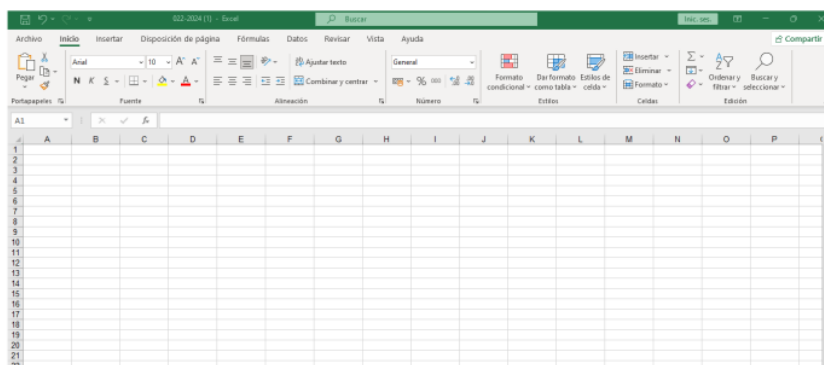 022-2024 (1) - Excel
Buscar
Inic. ses.
Archivo Inicio Insertar Disposición de página Fórmulas Datos Revisar Vista Ayuda
Compartir
Pegar
Arial 10 A A
N K S A
Ajustar texto
Combinar y centrar
General
% 000
Formato condicional
Dar formato como tabla
Estilos de celda
Insertar
Eliminar
Formato
Ordenar y filtrar
Buscar y seleccionar
Portapapeles Fuente Alineación Número Estilos Celdas Edición
A1 fx
A B C D E F G H I J K L M N O P
1
2
3
4
5
6
7
8
9
10
11
12
13
14
15
16
17
18
19
20
21